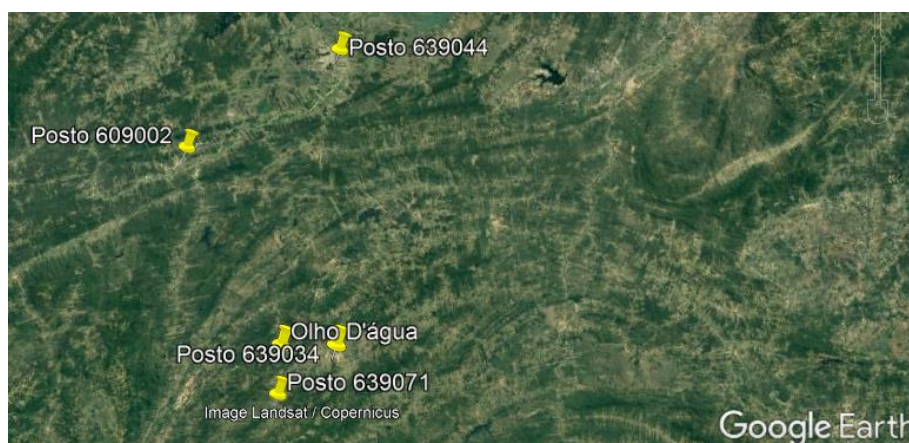 Posto 639044
Posto 609002
Olho D'água
Posto 639034
Posto 639071
Image Landsat / Copernicus
Google Earth